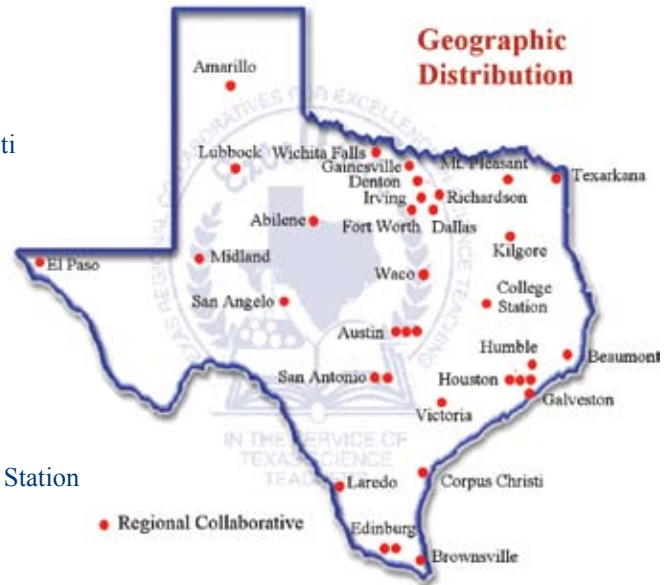 Geographic
Distribution
Amarillo
ti
Lubbock
Wichita Falls
Gainesville
Mt. Pleasant
Denton
Texarkana
Irving
Richardson
Abilene
Fort Worth
Dallas
Kilgore
El Paso
Midland
Waco
San Angelo
College
Station
Austin
Humble
Beaumont
San Antonio
Houston
Galveston
Victoria
IN THE SERVICE OF
TEXAS SCIENCE
Station
Laredo
Corpus Christi
Regional Collaborative
Edinburg
Brownsville